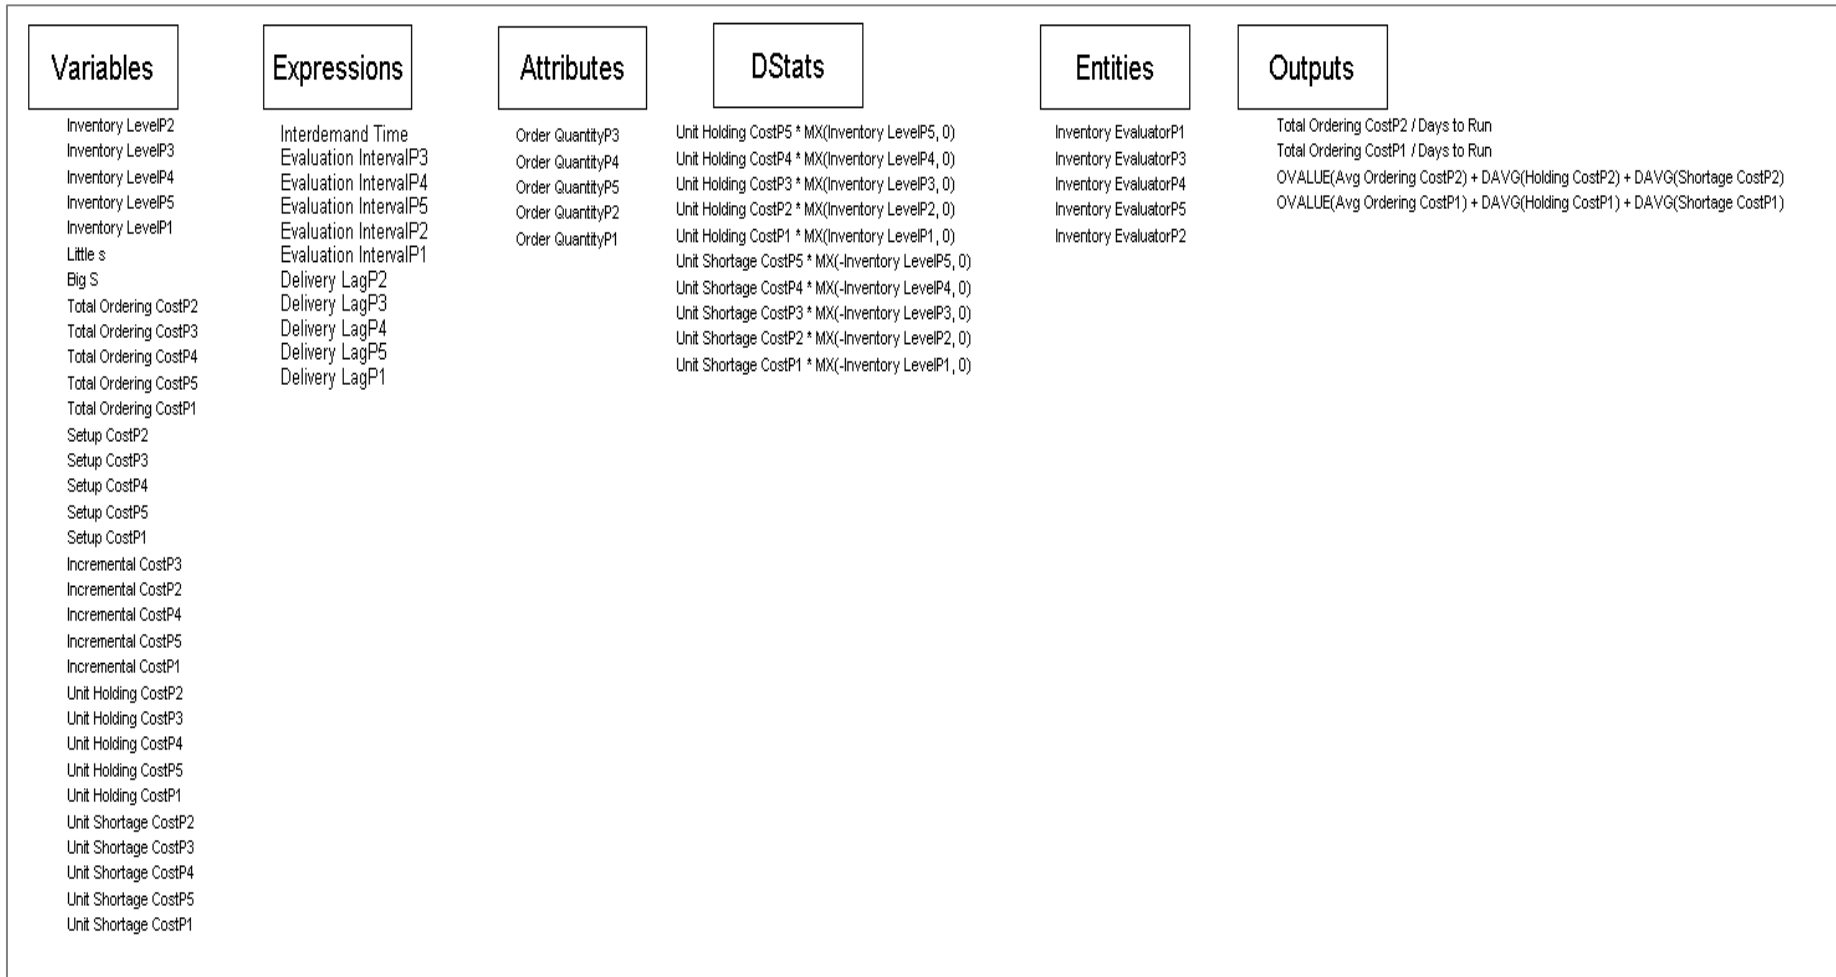 Variables
Inventory LevelP2
Inventory LevelP3
Inventory LevelP4
Inventory LevelP5
Inventory LevelP1
Little s
Big S
Total Ordering CostP2
Total Ordering CostP3
Total Ordering CostP4
Total Ordering CostP5
Total Ordering CostP1
Setup CostP2
Setup CostP3
Setup CostP4
Setup CostP5
Setup CostP1
Incremental CostP3
Incremental CostP2
Incremental CostP4
Incremental CostP5
Incremental CostP1
Unit Holding CostP2
Unit Holding CostP3
Unit Holding CostP4
Unit Holding CostP5
Unit Holding CostP1
Unit Shortage CostP2
Unit Shortage CostP3
Unit Shortage CostP4
Unit Shortage CostP5
Unit Shortage CostP1
Expressions
Interdemand Time
Evaluation IntervalP3
Evaluation IntervalP4
Evaluation IntervalP5
Evaluation IntervalP2
Evaluation IntervalP1
Delivery LagP2
Delivery LagP3
Delivery LagP4
Delivery LagP5
Delivery LagP1
Attributes
Order QuantityP3
Order QuantityP4
Order QuantityP5
Order QuantityP2
Order QuantityP1
DStats
Unit Holding CostP5 * MX(Inventory LevelP5, 0)
Unit Holding CostP4 * MX(Inventory LevelP4, 0)
Unit Holding CostP3 * MX(Inventory LevelP3, 0)
Unit Holding CostP2 * MX(Inventory LevelP2, 0)
Unit Holding CostP1 * MX(Inventory LevelP1, 0)
Unit Shortage CostP5 * MX(-Inventory LevelP5, 0)
Unit Shortage CostP4 * MX(-Inventory LevelP4, 0)
Unit Shortage CostP3 * MX(-Inventory LevelP3, 0)
Unit Shortage CostP2 * MX(-Inventory LevelP2, 0)
Unit Shortage CostP1 * MX(-Inventory LevelP1, 0)
Entities
Inventory EvaluatorP1
Inventory EvaluatorP3
Inventory EvaluatorP4
Inventory EvaluatorP5
Inventory EvaluatorP2
Outputs
Total Ordering CostP2 / Days to Run
Total Ordering CostP1 / Days to Run
OVALUE(Avg Ordering CostP2) + DAVG(Holding CostP2) + DAVG(Shortage CostP2)
OVALUE(Avg Ordering CostP1) + DAVG(Holding CostP1) + DAVG(Shortage CostP1)